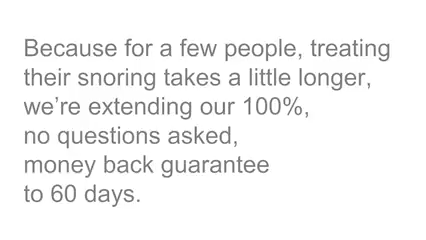 Because for a few people, treating
their snoring takes a little longer,
we’re extending our 100%,
no questions asked,
money back guarantee
to 60 days.